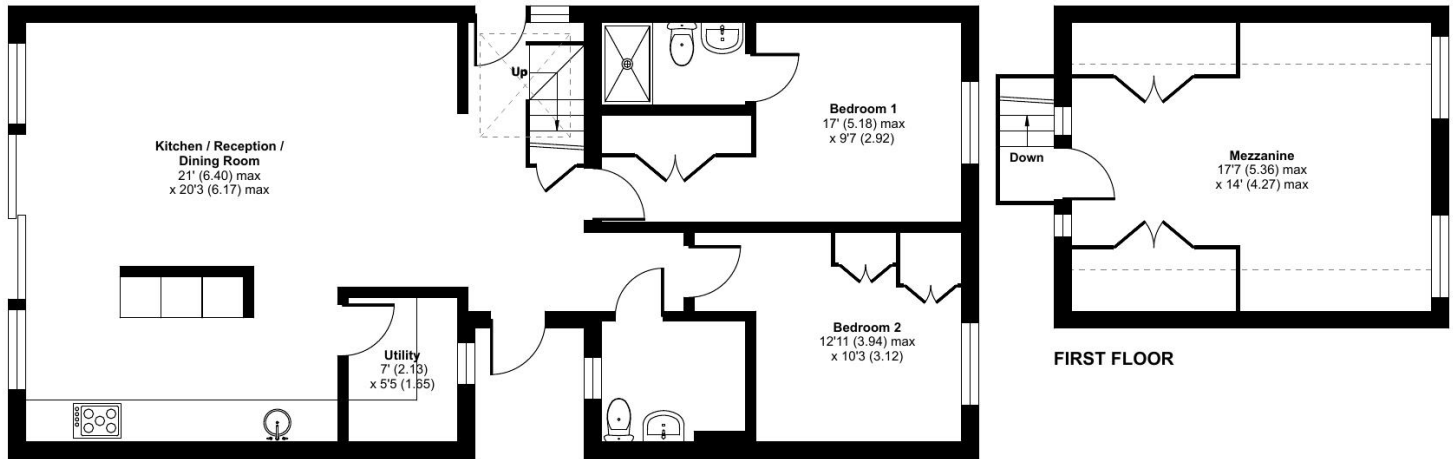 Kitchen / Reception /
Dining Room
21' (6.40) max
x 20'3 (6.17) max
Up
Bedroom 1
17' (5.18) max
x 9'7 (2.92)
Utility
7' (2.13)
x 5'5 (1.65)
Bedroom 2
12'11 (3.94) max
x 10'3 (3.12)
Down
Mezzanine
17'7 (5.36) max
x 14' (4.27) max
FIRST FLOOR